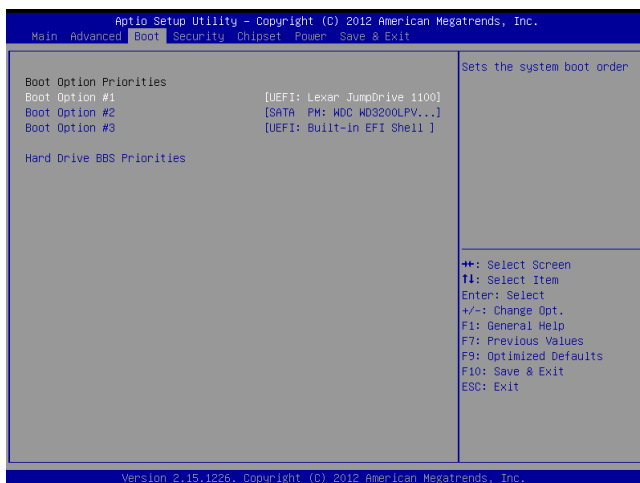 Aptio Setup Utility – Copyright (C) 2012 American Megatrends, Inc.
Main Advanced Boot Security Chipset Power Save & Exit
Boot Option Priorities
Boot Option #1 [UEFI: Lexar JumpDrive 1100]
Boot Option #2 [SATA PM: WDC WD3200LPV...]
Boot Option #3 [UEFI: Built-in EFI Shell ]
Hard Drive BBS Priorities
Sets the system boot order
→←: Select Screen
↑↓: Select Item
Enter: Select
+/-: Change Opt.
F1: General Help
F7: Previous Values
F9: Optimized Defaults
F10: Save & Exit
ESC: Exit
Version 2.15.1226. Copyright (C) 2012 American Megatrends, Inc.